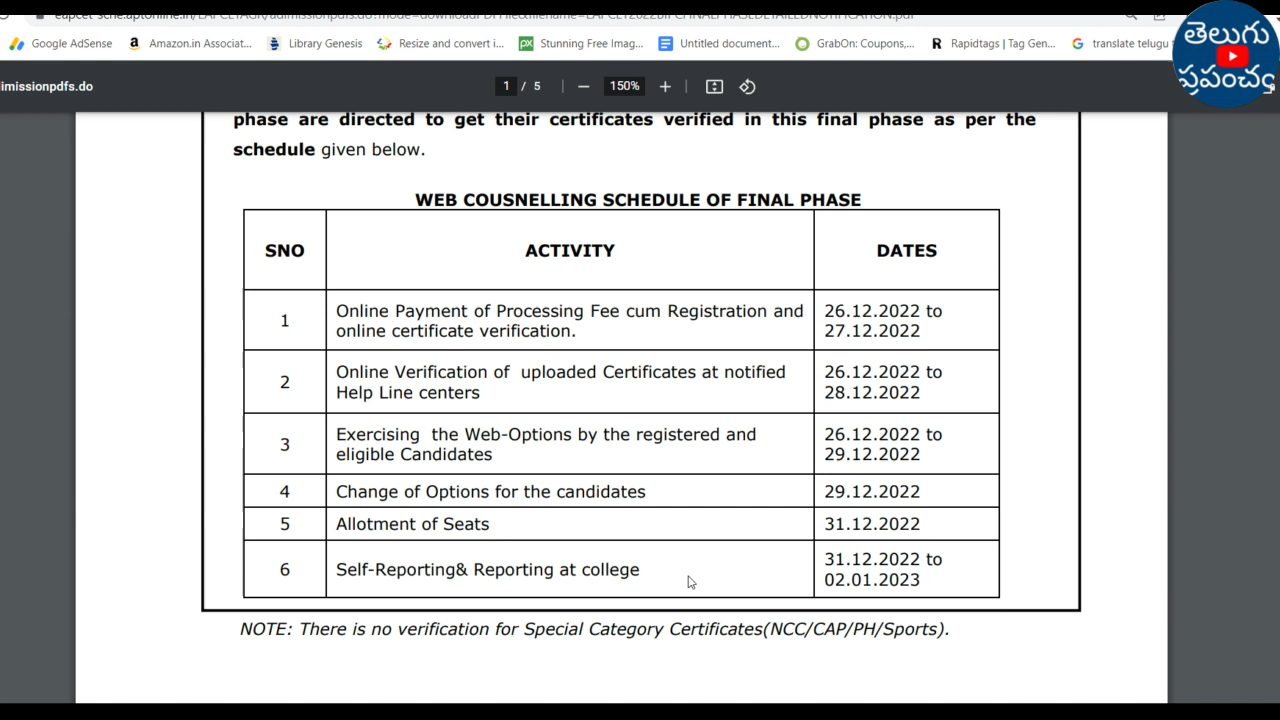 Google AdSense
Amazon.in Associat...
Library Genesis
Resize and convert i...
Stunning Free Imag...
Untitled document...
GrabOn: Coupons,...
Rapidtags | Tag Gen...
translate telugu
తెలుగు
ప్రపంచం
imissionpdfs.do
1 / 5
150%
phase are directed to get their certificates verified in this final phase as per the
schedule given below.
WEB COUSNELLING SCHEDULE OF FINAL PHASE
SNO ACTIVITY DATES
1 Online Payment of Processing Fee cum Registration and 26.12.2022 to
online certificate verification. 27.12.2022
2 Online Verification of uploaded Certificates at notified 26.12.2022 to
Help Line centers 28.12.2022
3 Exercising the Web-Options by the registered and 26.12.2022 to
eligible Candidates 29.12.2022
4 Change of Options for the candidates 29.12.2022
5 Allotment of Seats 31.12.2022
6 Self-Reporting& Reporting at college 31.12.2022 to
02.01.2023
NOTE: There is no verification for Special Category Certificates(NCC/CAP/PH/Sports).